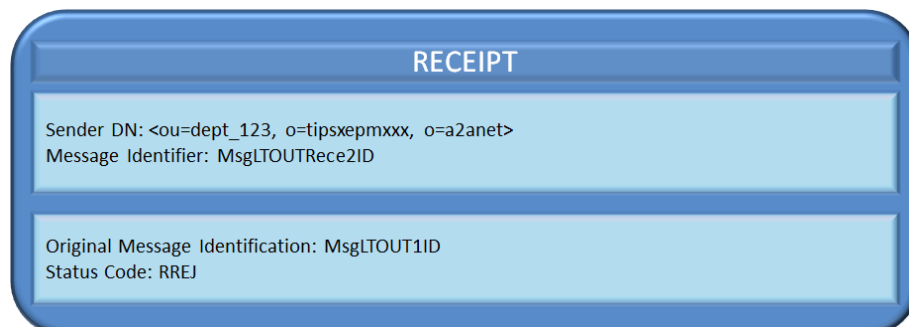 RECEIPT
Sender DN: <ou=dept_123, o=tipsxepmxxx, o=a2anet>
Message Identifier: MsgLTOUTRece2ID
Original Message Identification: MsgLTOUT1ID
Status Code: RREJ